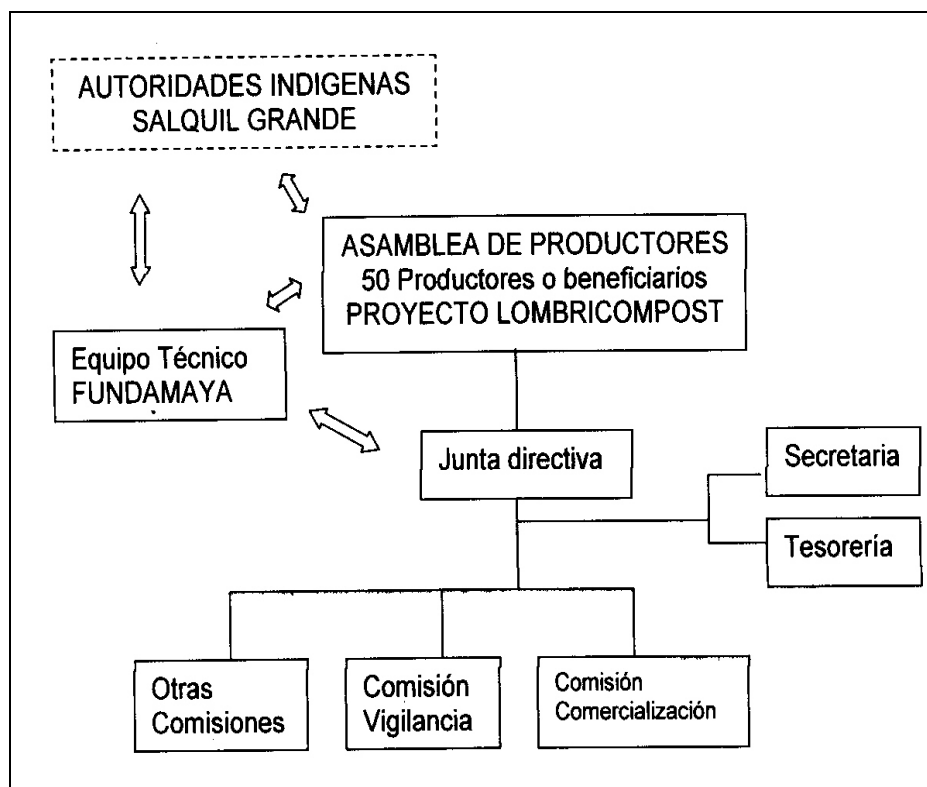 AUTORIDADES INDIGENAS
SALQUIL GRANDE
ASAMBLEA DE PRODUCTORES
50 Productores o beneficiarios
PROYECTO LOMBRICOMPOST
Equipo Técnico
FUNDAMAYA
Junta directiva
Secretaria
Tesorería
Otras
Comisiones
Comisión
Vigilancia
Comisión
Comercialización